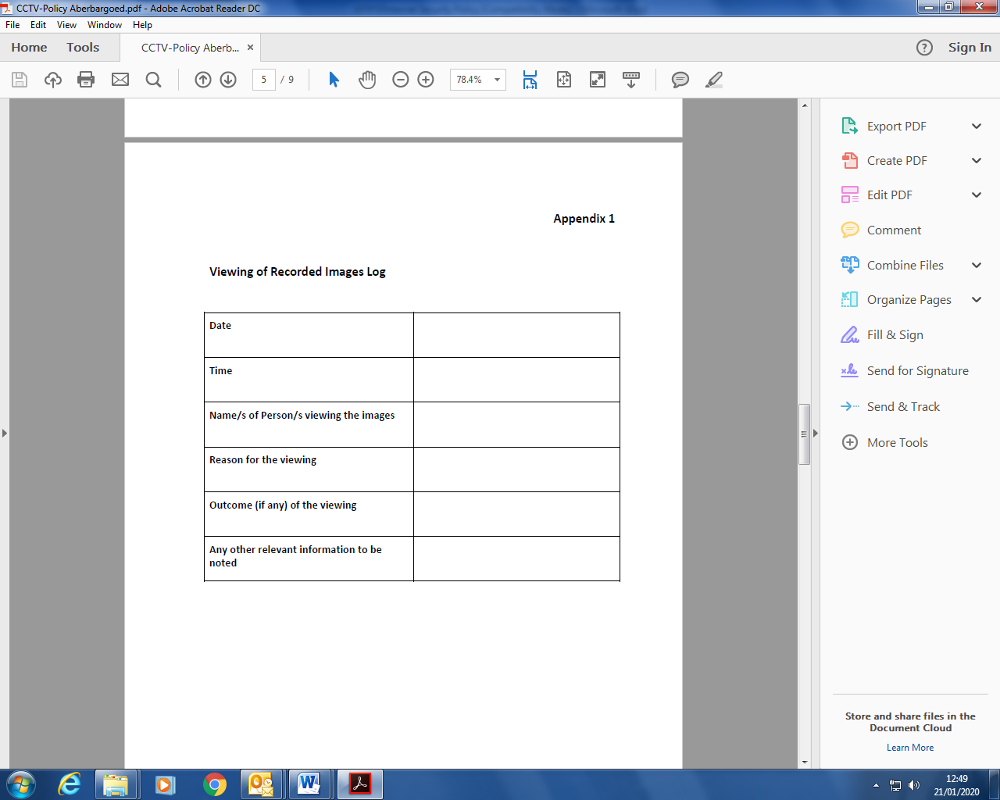 CCTV-Policy Aberbargoed.pdf - Adobe Acrobat Reader DC
File Edit View Window Help
Home Tools CCTV-Policy Aberb... × Sign In
5 / 9 78.4%
Appendix 1
Viewing of Recorded Images Log
Date
Time
Name/s of Person/s viewing the images
Reason for the viewing
Outcome (if any) of the viewing
Any other relevant information to be
noted
Export PDF
Create PDF
Edit PDF
Comment
Combine Files
Organize Pages
Fill & Sign
Send for Signature
Send & Track
More Tools
Store and share files in the
Document Cloud
Learn More
12:49
21/01/2020